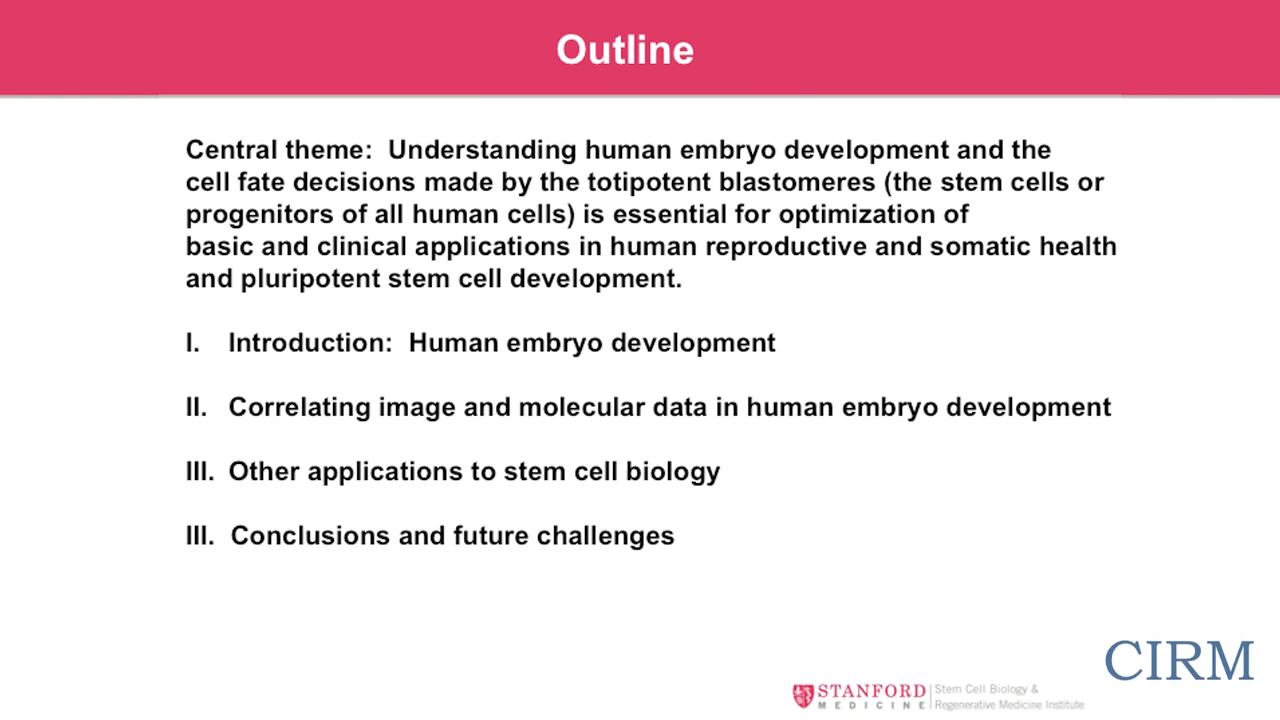 Outline
Central theme:  Understanding human embryo development and the
cell fate decisions made by the totipotent blastomeres (the stem cells or
progenitors of all human cells) is essential for optimization of
basic and clinical applications in human reproductive and somatic health
and pluripotent stem cell development.
I. Introduction:  Human embryo development
II. Correlating image and molecular data in human embryo development
III. Other applications to stem cell biology
III. Conclusions and future challenges
CIRM
STANFORD
MEDICINE
Stem Cell Biology &
Regenerative Medicine Institute